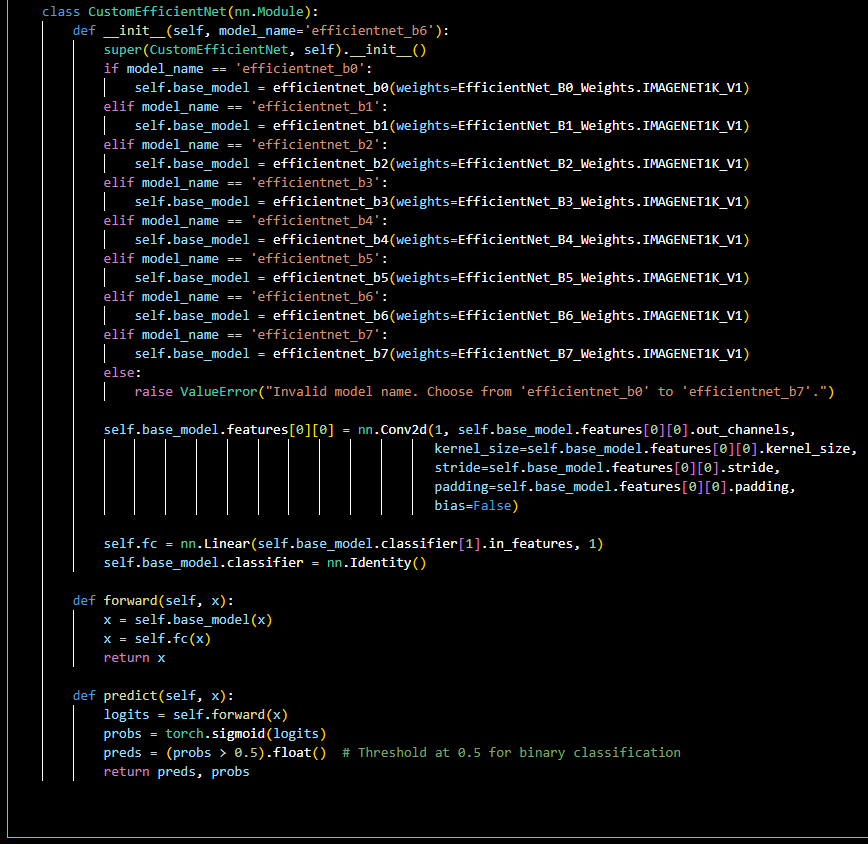 class CustomEfficientNet(nn.Module):
    def __init__(self, model_name='efficientnet_b6'):
        super(CustomEfficientNet, self).__init__()
        if model_name == 'efficientnet_b0':
            self.base_model = efficientnet_b0(weights=EfficientNet_B0_Weights.IMAGENET1K_V1)
        elif model_name == 'efficientnet_b1':
            self.base_model = efficientnet_b1(weights=EfficientNet_B1_Weights.IMAGENET1K_V1)
        elif model_name == 'efficientnet_b2':
            self.base_model = efficientnet_b2(weights=EfficientNet_B2_Weights.IMAGENET1K_V1)
        elif model_name == 'efficientnet_b3':
            self.base_model = efficientnet_b3(weights=EfficientNet_B3_Weights.IMAGENET1K_V1)
        elif model_name == 'efficientnet_b4':
            self.base_model = efficientnet_b4(weights=EfficientNet_B4_Weights.IMAGENET1K_V1)
        elif model_name == 'efficientnet_b5':
            self.base_model = efficientnet_b5(weights=EfficientNet_B5_Weights.IMAGENET1K_V1)
        elif model_name == 'efficientnet_b6':
            self.base_model = efficientnet_b6(weights=EfficientNet_B6_Weights.IMAGENET1K_V1)
        elif model_name == 'efficientnet_b7':
            self.base_model = efficientnet_b7(weights=EfficientNet_B7_Weights.IMAGENET1K_V1)
        else:
            raise ValueError("Invalid model name. Choose from 'efficientnet_b0' to 'efficientnet_b7'.")

        self.base_model.features[0][0] = nn.Conv2d(1, self.base_model.features[0][0].out_channels,
                                                   kernel_size=self.base_model.features[0][0].kernel_size,
                                                   stride=self.base_model.features[0][0].stride,
                                                   padding=self.base_model.features[0][0].padding,
                                                   bias=False)

        self.fc = nn.Linear(self.base_model.classifier[1].in_features, 1)
        self.base_model.classifier = nn.Identity()

    def forward(self, x):
        x = self.base_model(x)
        x = self.fc(x)
        return x

    def predict(self, x):
        logits = self.forward(x)
        probs = torch.sigmoid(logits)
        preds = (probs > 0.5).float()  # Threshold at 0.5 for binary classification
        return preds, probs